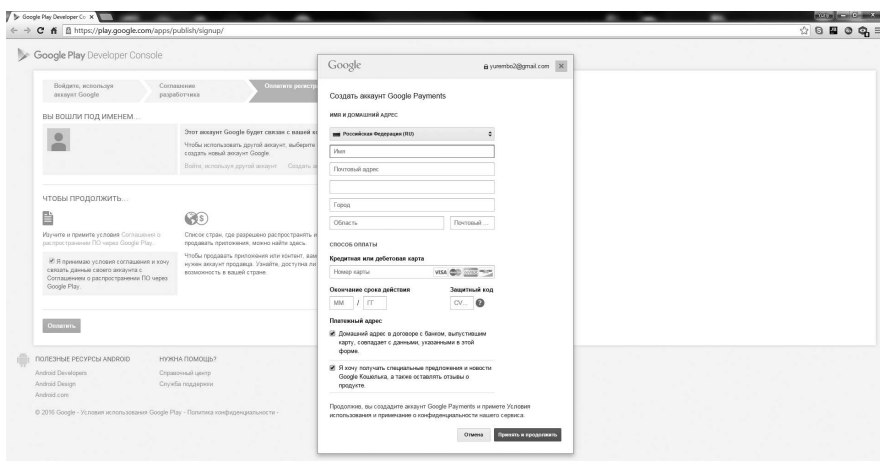 Google Play Developer Co
https://play.google.com/apps/publish/signup/
Google Play Developer Console
Войдите, используя
аккаунт Google
Соглашение
разработчика
Оплатите регистр
ВЫ ВОШЛИ ПОД ИМЕНЕМ...
Этот аккаунт Google будет связан с вашей к
Чтобы использовать другой аккаунт, выберите
создать новый аккаунт Google.
Войти, используя другой аккаунт Создать а
ЧТОБЫ ПРОДОЛЖИТЬ...
Изучите и примите условия Соглашения о
распространении ПО через Google Play.
Я принимаю условия соглашения и хочу
связать данные своего аккаунта с
Соглашением о распространении ПО через
Google Play.
Список стран, где разрешено распространять и
продавать приложения, можно найти здесь.
Чтобы продавать приложения или контент, вам
нужен аккаунт продавца. Узнайте, доступна ли
возможность в вашей стране.
Оплатить
ПОЛЕЗНЫЕ РЕСУРСЫ ANDROID
Android Developers
Android Design
Android.com
НУЖНА ПОМОЩЬ?
Справочный центр
Служба поддержки
© 2016 Google - Условия использования Google Play - Политика конфиденциальности -
Google
yurembo2@gmail.com
Создать аккаунт Google Payments
ИМЯ И ДОМАШНИЙ АДРЕС
Российская Федерация (RU)
Имя
Почтовый адрес
Город
Область Почтовый ...
СПОСОБ ОПЛАТЫ
Кредитная или дебетовая карта
Номер карты VISA
Окончание срока действия Защитный код
ММ / ГГ CV... ?
Платежный адрес
Домашний адрес в договоре с банком, выпустившим
карту, совпадает с данными, указанными в этой
форме.
Я хочу получать специальные предложения и новости
Google Кошелька, а также оставлять отзывы о
продукте.
Продолжив, вы создадите аккаунт Google Payments и примете Условия
использования и примечание о конфиденциальности нашего сервиса.
Отмена Принять и продолжить